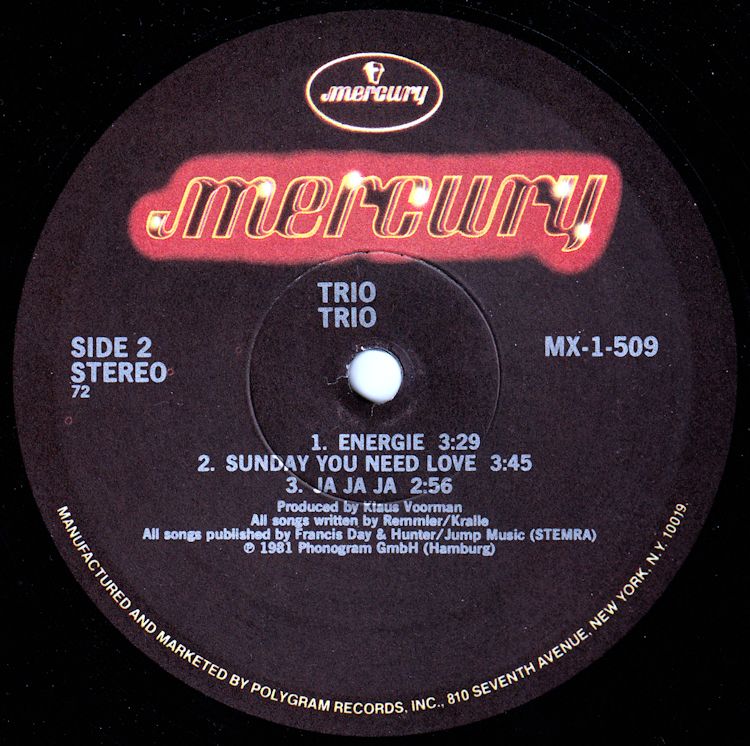 mercury
mercury
TRIO
TRIO
SIDE 2
STEREO
72
MX-1-509
1. ENERGIE 3:29
2. SUNDAY YOU NEED LOVE 3:45
3. JA JA JA 2:56
Produced by Klaus Voorman
All songs written by Remmler/Kralle
All songs published by Francis Day & Hunter/Jump Music (STEMRA)
℗ 1981 Phonogram GmbH (Hamburg)
MANUFACTURED AND MARKETED BY POLYGRAM RECORDS, INC., 810 SEVENTH AVENUE, NEW YORK, N.Y. 10019.